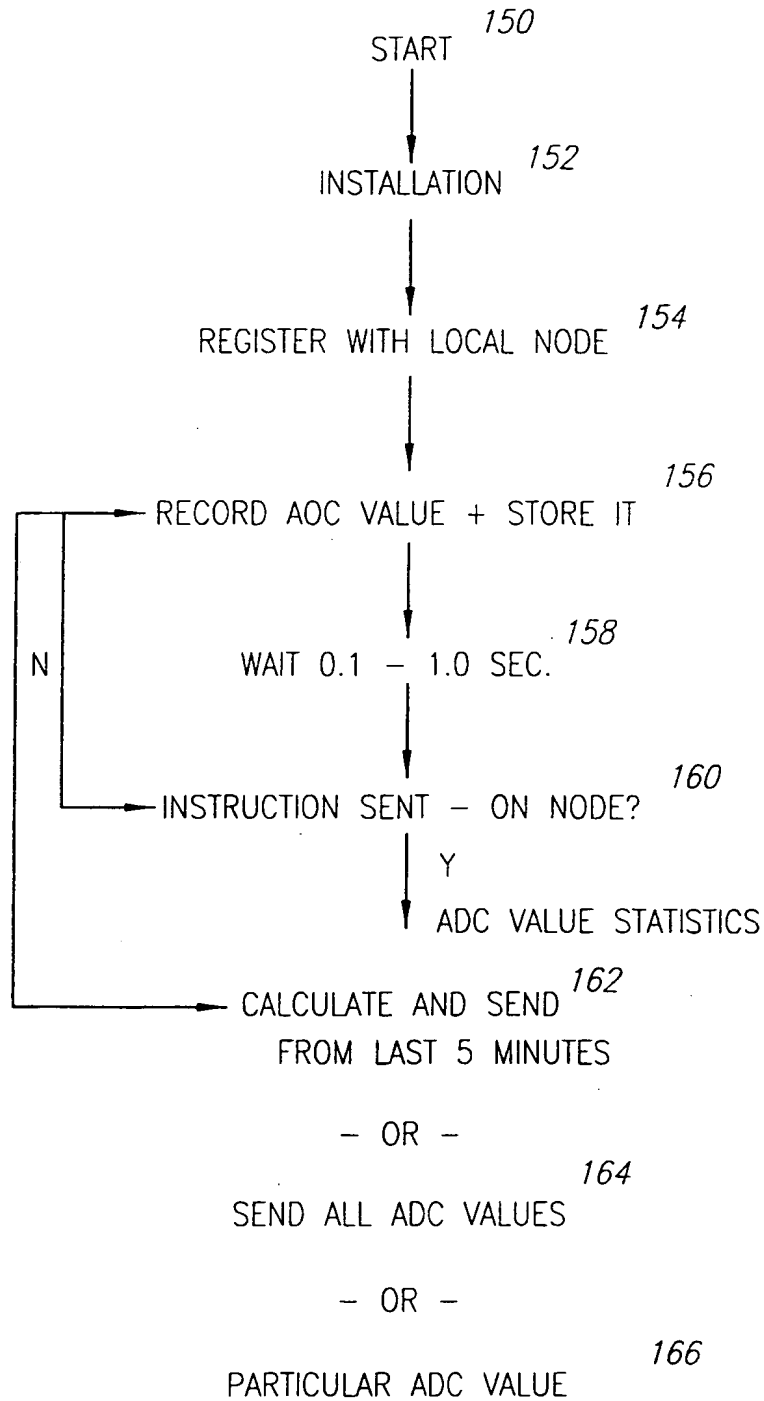 150
START
152
INSTALLATION
154
REGISTER WITH LOCAL NODE
156
RECORD AOC VALUE + STORE IT
158
N
WAIT 0.1 – 1.0 SEC.
160
INSTRUCTION SENT – ON NODE?
Y
ADC VALUE STATISTICS
162
CALCULATE AND SEND
FROM LAST 5 MINUTES
– OR –
164
SEND ALL ADC VALUES
– OR –
166
PARTICULAR ADC VALUE